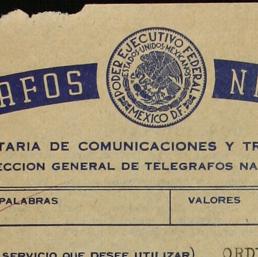 RAFOS N
PODER EJECUTIVO FEDERAL
ESTADOS UNIDOS MEXICANOS
MEXICO D.F.
TARIA DE COMUNICACIONES Y TR
ECCION GENERAL DE TELEGRAFOS NA
PALABRAS VALORES
SERVICIO QUE DESEE UTILIZAR) ORD